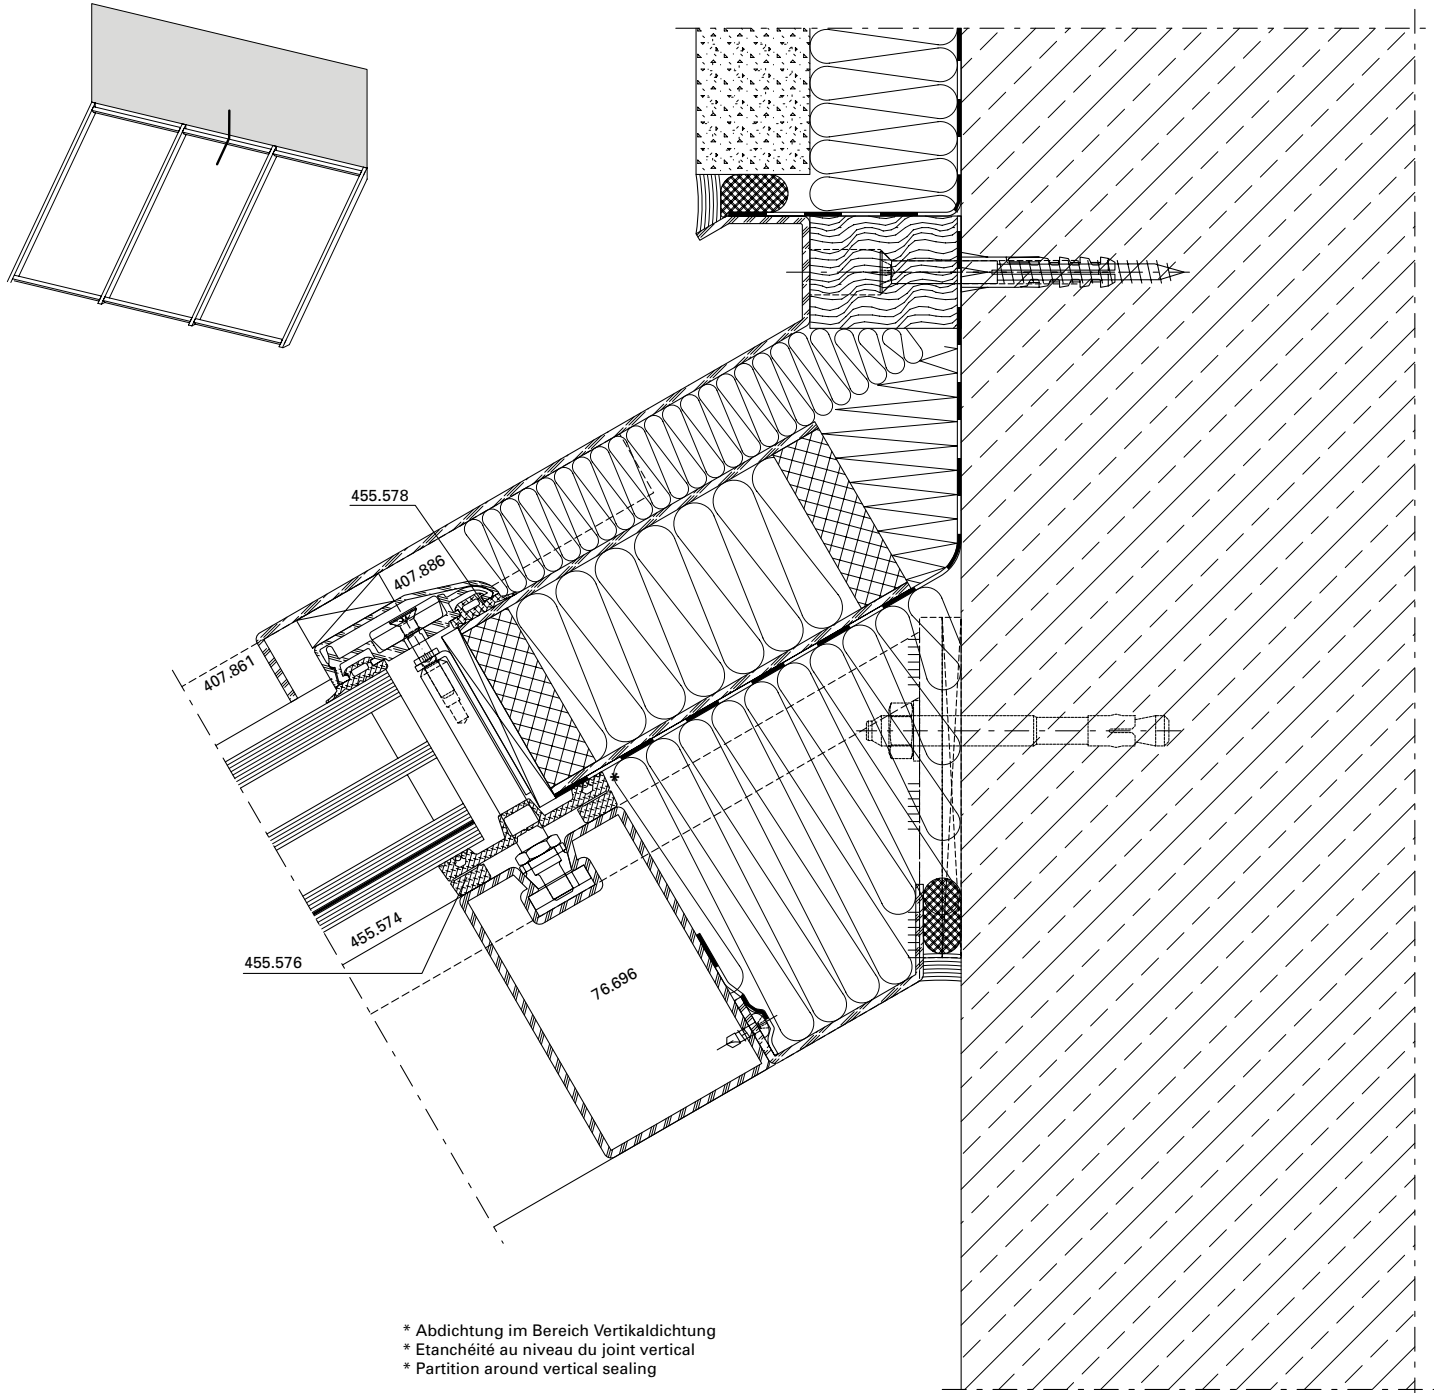 455.578
407.886
407.861
455.574
455.576
76.696
*
* Abdichtung im Bereich Vertikaldichtung
* Etanchéité au niveau du joint vertical
* Partition around vertical sealing